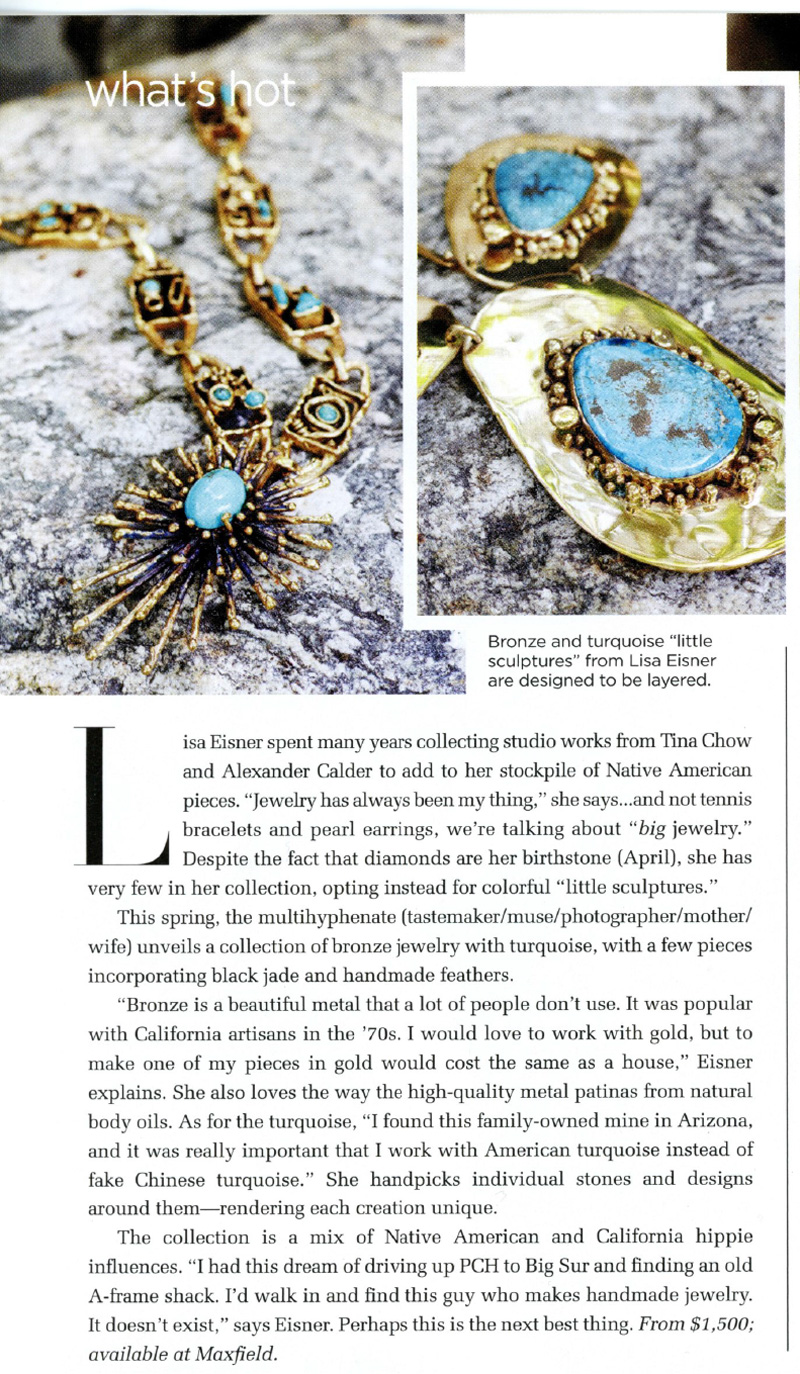 what's hot
Bronze and turquoise “little
sculptures” from Lisa Eisner
are designed to be layered.
Lisa Eisner spent many years collecting studio works from Tina Chow
and Alexander Calder to add to her stockpile of Native American
pieces. “Jewelry has always been my thing,” she says...and not tennis
bracelets and pearl earrings, we’re talking about “big jewelry.”
Despite the fact that diamonds are her birthstone (April), she has
very few in her collection, opting instead for colorful “little sculptures.”
This spring, the multihyphenate (tastemaker/muse/photographer/mother/
wife) unveils a collection of bronze jewelry with turquoise, with a few pieces
incorporating black jade and handmade feathers.
“Bronze is a beautiful metal that a lot of people don’t use. It was popular
with California artisans in the ’70s. I would love to work with gold, but to
make one of my pieces in gold would cost the same as a house,” Eisner
explains. She also loves the way the high-quality metal patinas from natural
body oils. As for the turquoise, “I found this family-owned mine in Arizona,
and it was really important that I work with American turquoise instead of
fake Chinese turquoise.” She handpicks individual stones and designs
around them—rendering each creation unique.
The collection is a mix of Native American and California hippie
influences. “I had this dream of driving up PCH to Big Sur and finding an old
A-frame shack. I’d walk in and find this guy who makes handmade jewelry.
It doesn’t exist,” says Eisner. Perhaps this is the next best thing. From $1,500;
available at Maxfield.